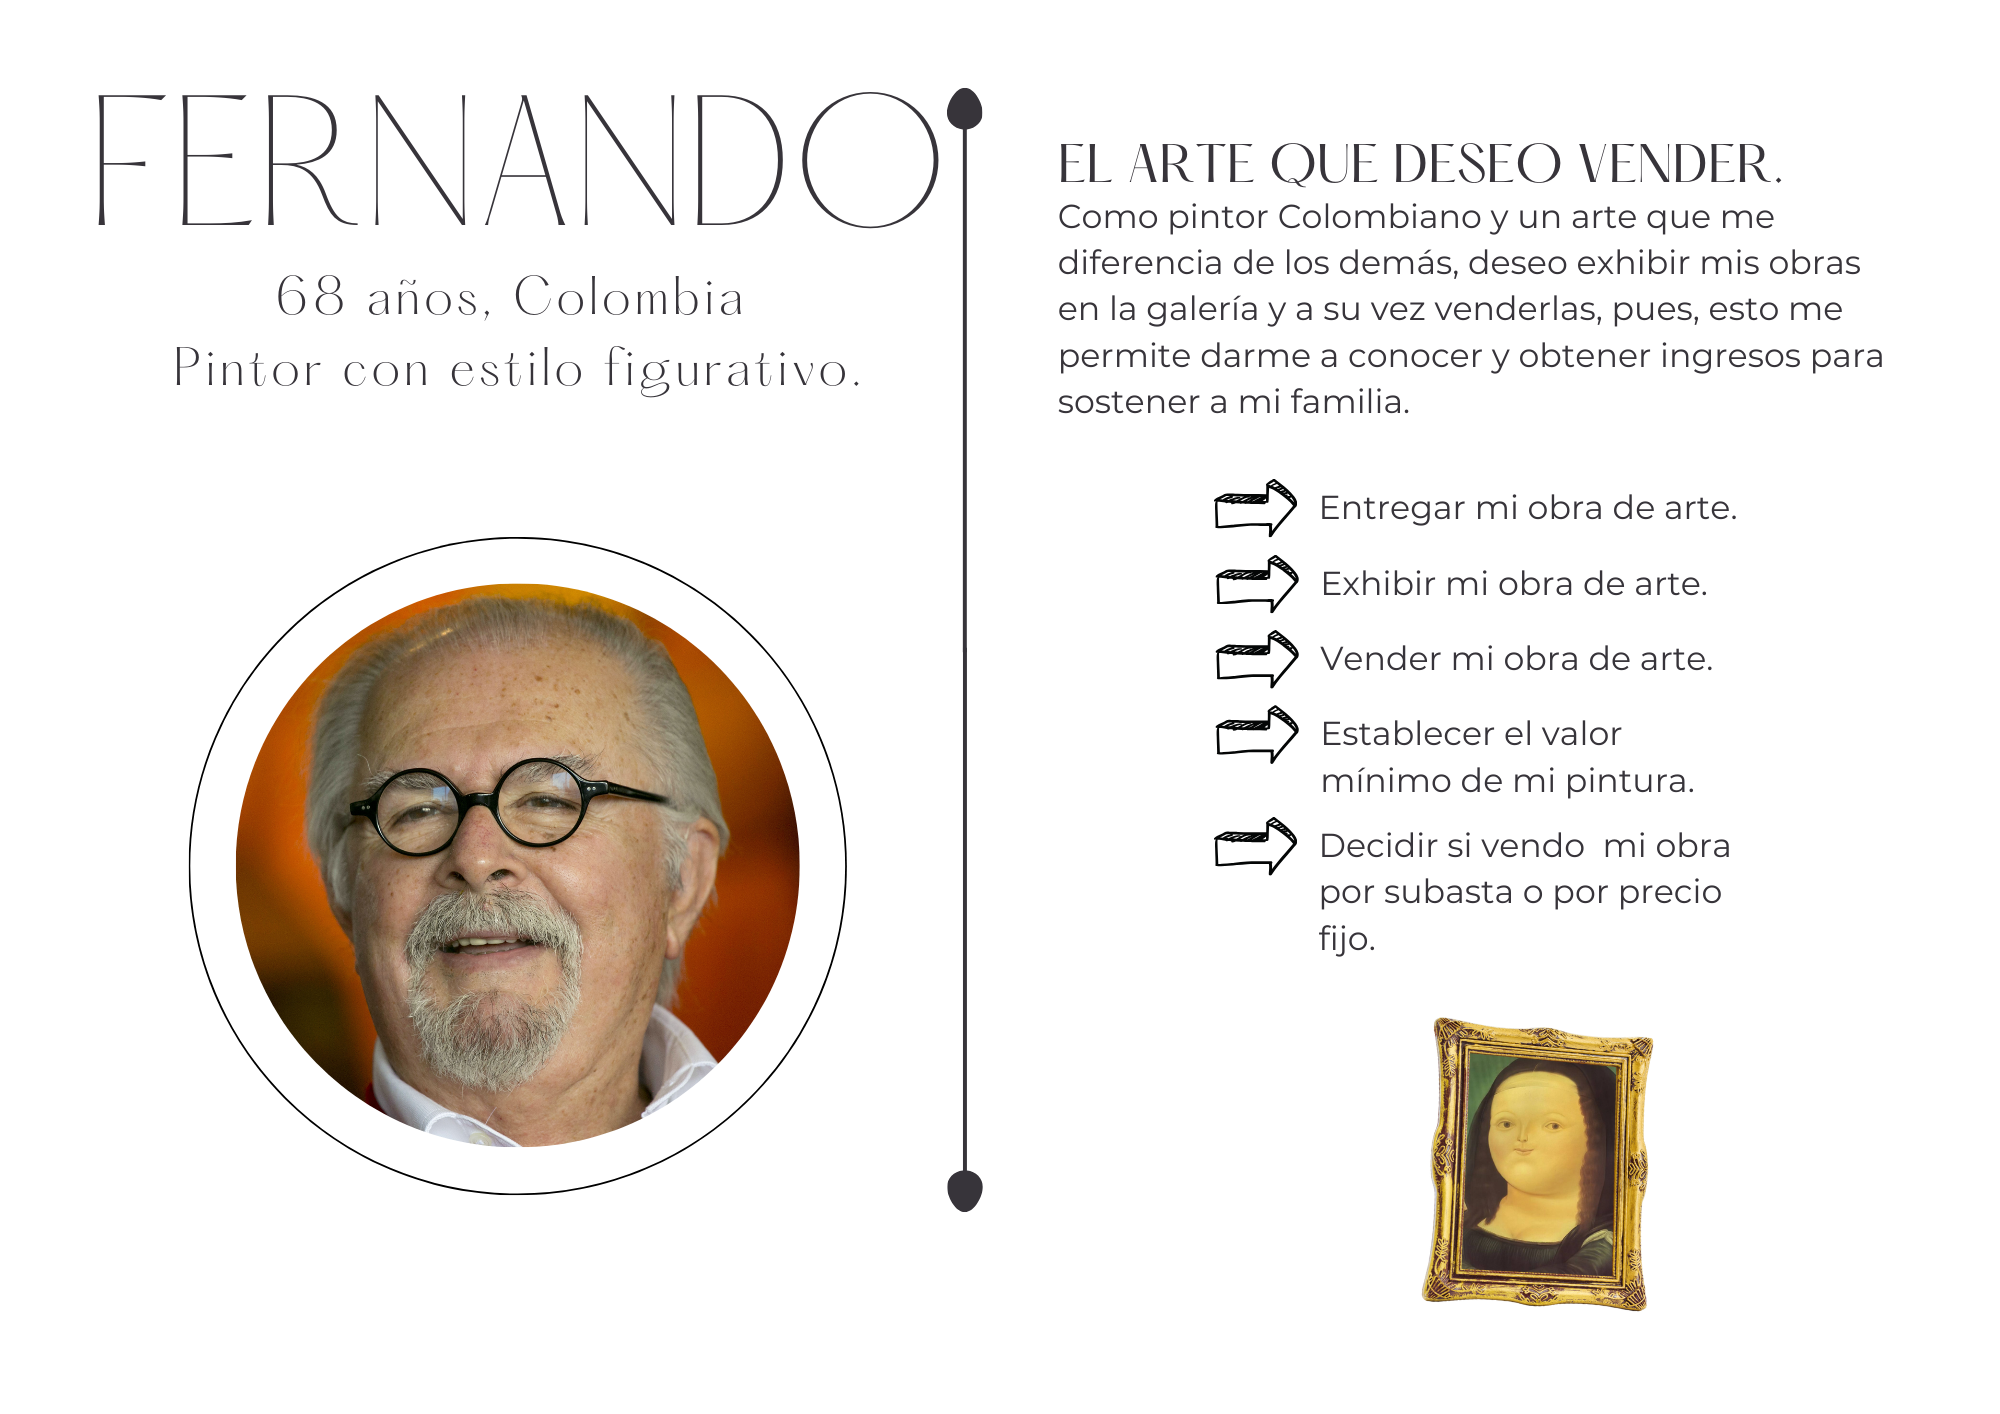 FERNANDO
68 años, Colombia
Pintor con estilo figurativo.
EL ARTE QUE DESEO VENDER.
Como pintor Colombiano y un arte que me
diferencia de los demás, deseo exhibir mis obras
en la galería y a su vez venderlas, pues, esto me
permite darme a conocer y obtener ingresos para
sostener a mi familia.
Entregar mi obra de arte.
Exhibir mi obra de arte.
Vender mi obra de arte.
Establecer el valor
mínimo de mi pintura.
Decidir si vendo  mi obra
por subasta o por precio
fijo.